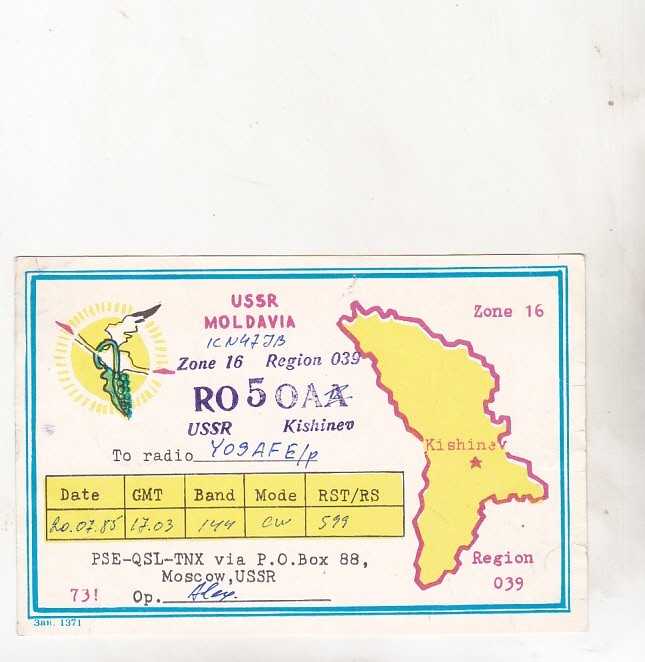 USSR
MOLDAVIA
Zone 16
KN47JB
Zone 16 Region 039
RO5OA
USSR Kishinev
Kishinev
To radio YO9AFE/p
Date GMT Band Mode RST/RS
20.07.85 17.03 144 CW 599
PSE-QSL-TNX via P.O.Box 88,
Moscow,USSR
Region
039
73! Op. Alex.
Зак. 1371